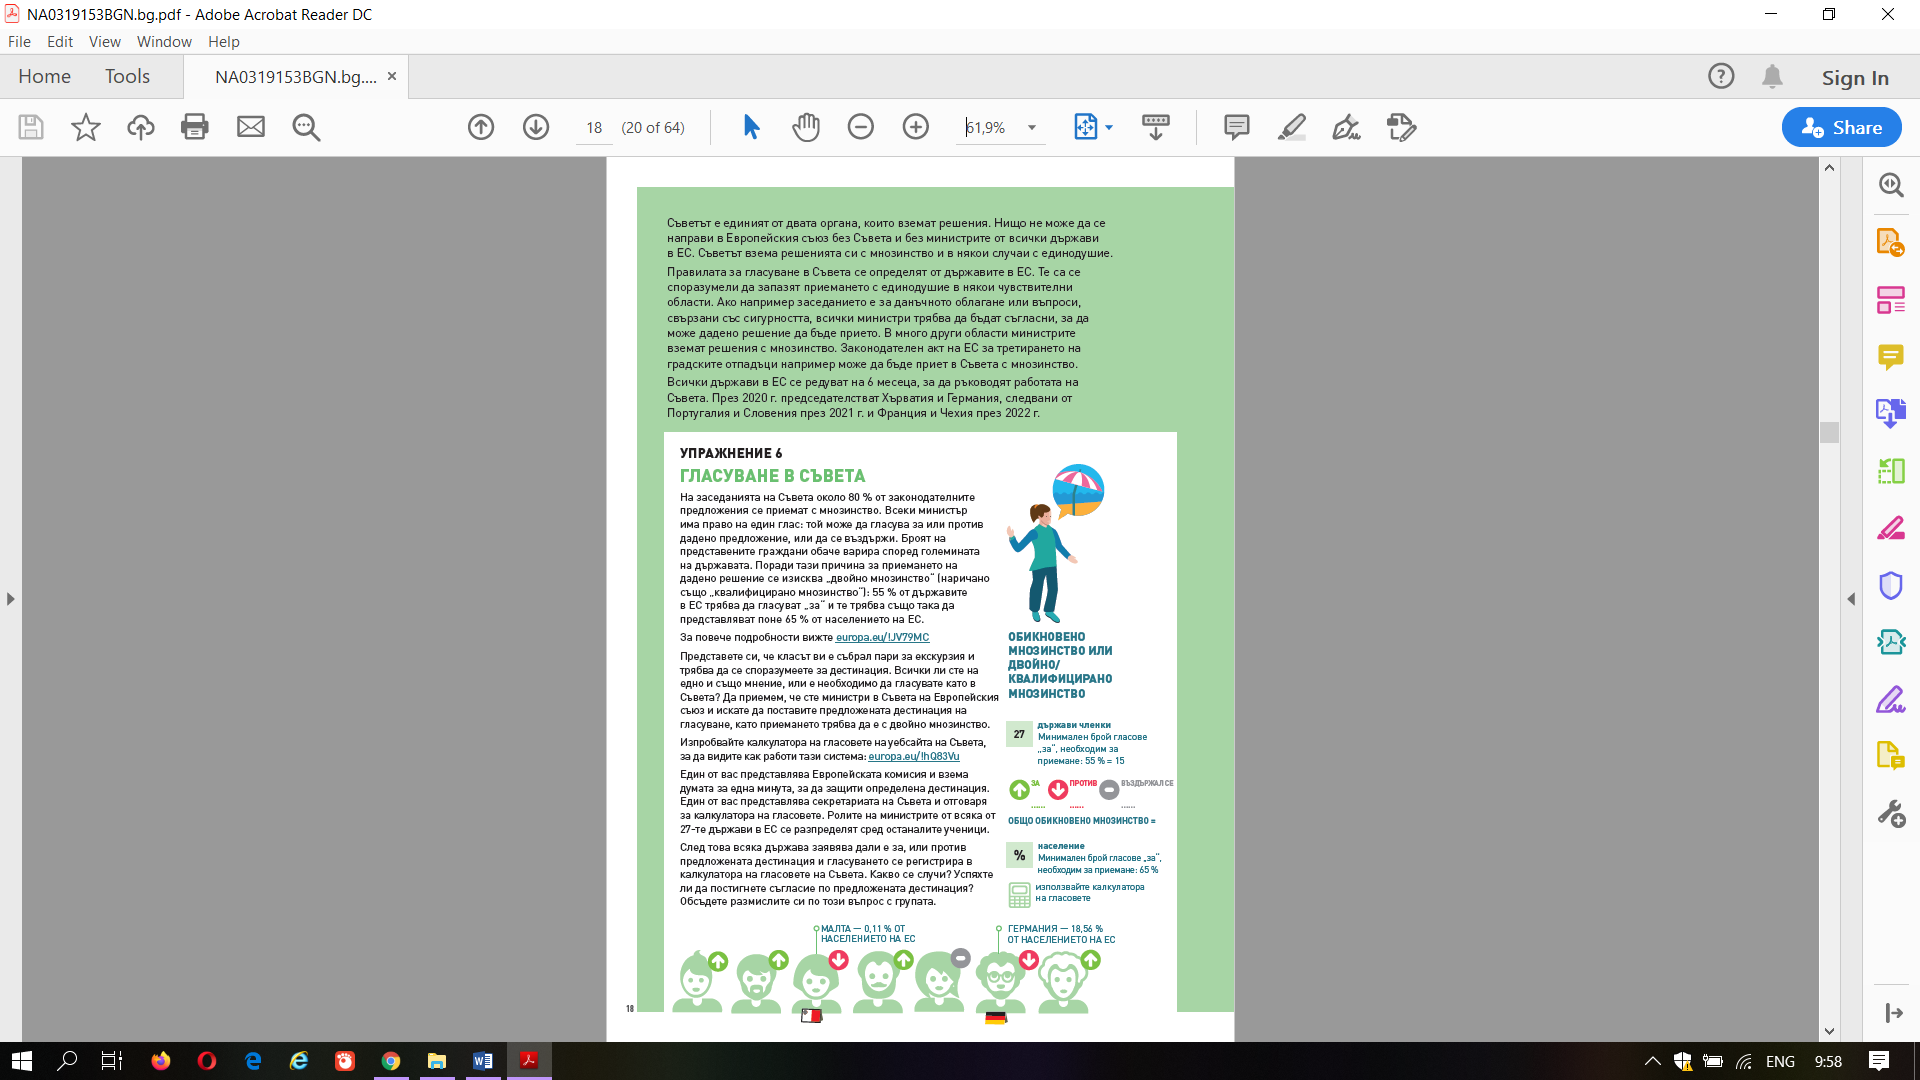 NA0319153BGN.bg.pdf - Adobe Acrobat Reader DC
File Edit View Window Help
Home Tools NA0319153BGN.bg.... × Sign In
18 (20 of 64) 61,9% Share
Съветът е единият от двата органа, които вземат решения. Нищо не може да се
направи в Европейския съюз без Съвета и без министрите от всички държави
в ЕС. Съветът взема решенията си с мнозинство и в някои случаи с единодушие.
Правилата за гласуване в Съвета се определят от държавите в ЕС. Те са се
споразумели да запазят приемането с единодушие в някои чувствителни
области. Ако например заседанието е за данъчното облагане или въпроси,
свързани със сигурността, всички министри трябва да бъдат съгласни, за да
може дадено решение да бъде прието. В много други области министрите
вземат решения с мнозинство. Законодателен акт на ЕС за третирането на
градските отпадъци например може да бъде приет в Съвета с мнозинство.
Всички държави в ЕС се редуват на 6 месеца, за да ръководят работата на
Съвета. През 2020 г. председателстват Хърватия и Германия, следвани от
Португалия и Словения през 2021 г. и Франция и Чехия през 2022 г.
УПРАЖНЕНИЕ 6
ГЛАСУВАНЕ В СЪВЕТА
На заседанията на Съвета около 80 % от законодателните
предложения се приемат с мнозинство. Всеки министър
има право на един глас: той може да гласува за или против
дадено предложение, или да се въздържи. Броят на
представените граждани обаче варира според големината
на държавата. Поради тази причина за приемането на
дадено решение се изисква „двойно мнозинство“ (наричано
също „квалифицирано мнозинство“): 55 % от държавите
в ЕС трябва да гласуват „за“ и те трябва също така да
представляват поне 65 % от населението на ЕС.
За повече подробности вижте europa.eu/!JV79MC
Представете си, че класът ви е събрал пари за екскурзия и
трябва да се споразумеете за дестинация. Всички ли сте на
едно и също мнение, или е необходимо да гласувате като в
Съвета? Да приемем, че сте министри в Съвета на Европейския
съюз и искате да поставите предложената дестинация на
гласуване, като приемането трябва да е с двойно мнозинство.
Изпробвайте калкулатора на гласовете на уебсайта на Съвета,
за да видите как работи тази система: europa.eu/!hQ83Vu
Един от вас представлява Европейската комисия и взема
думата за една минута, за да защити определена дестинация.
Един от вас представлява секретариата на Съвета и отговаря
за калкулатора на гласовете. Ролите на министрите от всяка от
27-те държави в ЕС се разпределят сред останалите ученици.
След това всяка държава заявява дали е за, или против
предложената дестинация и гласуването се регистрира в
калкулатора на гласовете на Съвета. Какво се случи? Успяхте
ли да постигнете съгласие по предложената дестинация?
Обсъдете размислите си по този въпрос с групата.
ОБИКНОВЕНО
МНОЗИНСТВО ИЛИ
ДВОЙНО/
КВАЛИФИЦИРАНО
МНОЗИНСТВО
27
държави членки
Минимален брой гласове
„за“, необходим за
приемане: 55 % = 15
ЗА ПРОТИВ ВЪЗДЪРЖАЛ СЕ
...... ...... ......
ОБЩО ОБИКНОВЕНО МНОЗИНСТВО =
%
население
Минимален брой гласове „за“,
необходим за приемане: 65 %
използвайте калкулатора
на гласовете
МАЛТА — 0,11 % ОТ
НАСЕЛЕНИЕТО НА ЕС
ГЕРМАНИЯ — 18,56 %
ОТ НАСЕЛЕНИЕТО НА ЕС
18
ENG 9:58